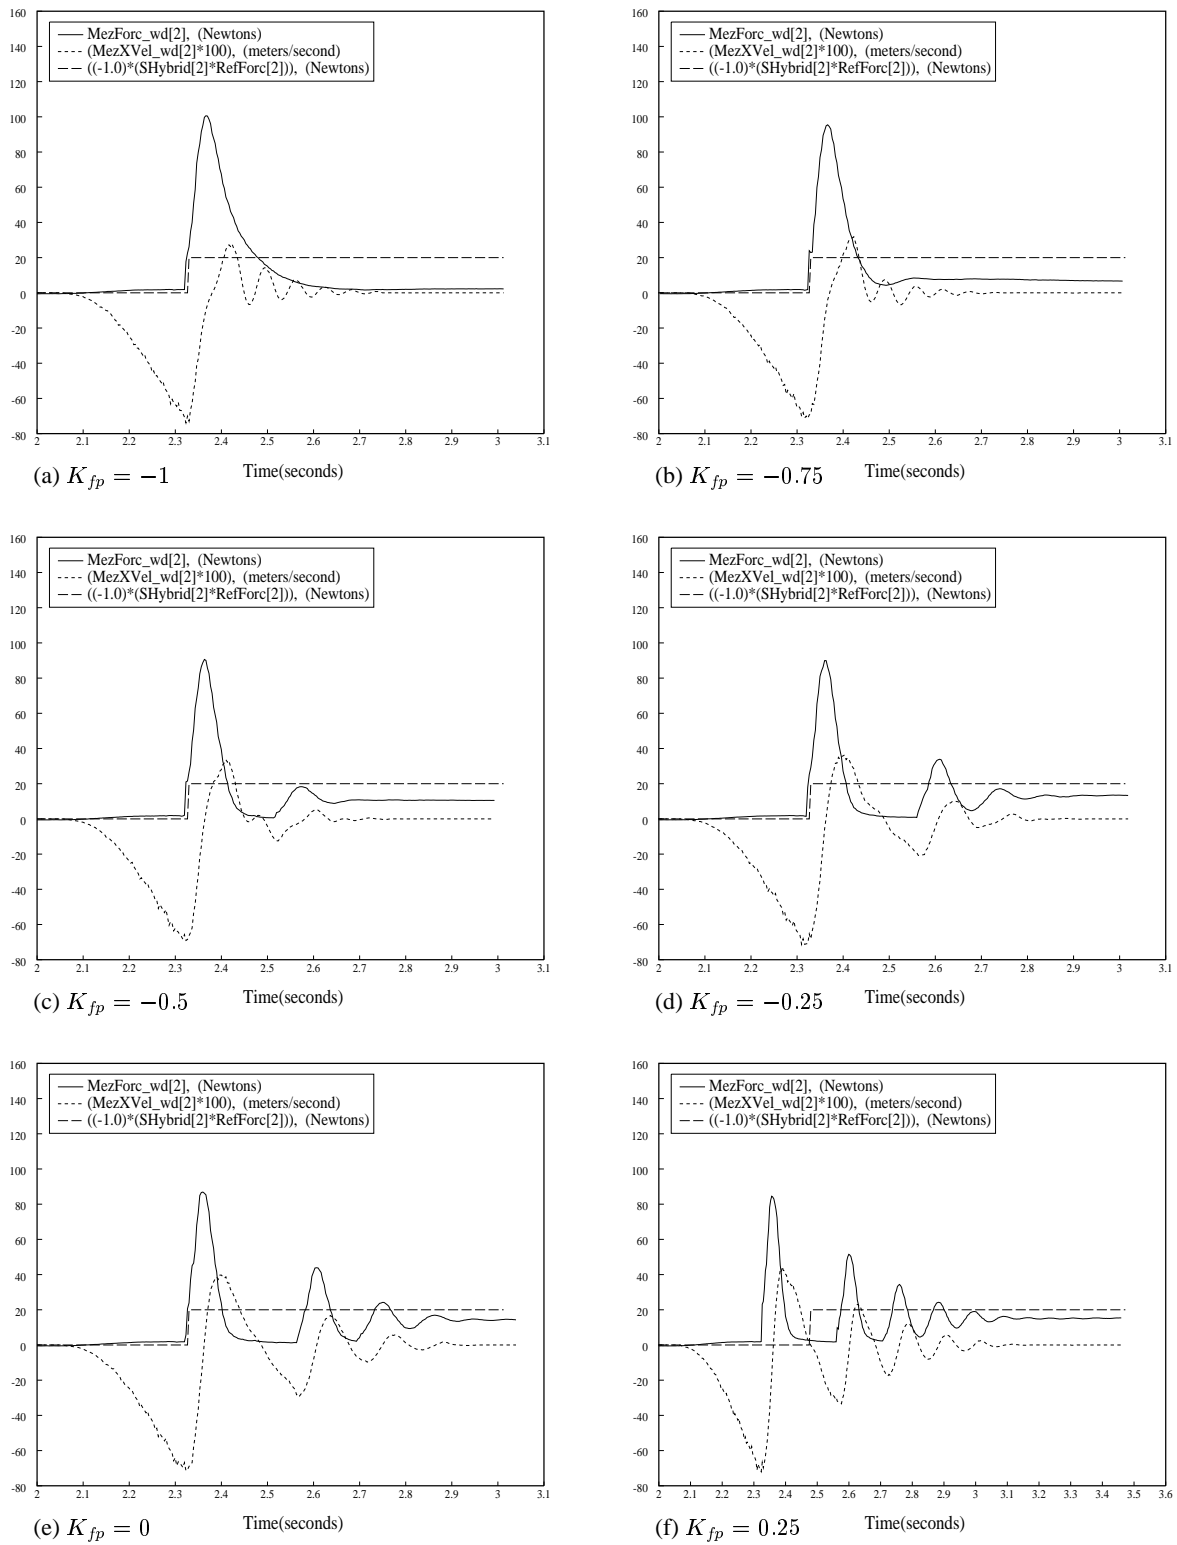 160
140
120
100
80
60
40
20
0
-20
-40
-60
-80
MezForc_wd[2], (Newtons)
(MezXVel_wd[2]*100), (meters/second)
((-1.0)*(SHybrid[2]*RefForc[2])), (Newtons)
2 2.1 2.2 2.3 2.4 2.5 2.6 2.7 2.8 2.9 3 3.1
Time(seconds)
(a) K_{fp} = −1
160
140
120
100
80
60
40
20
0
-20
-40
-60
-80
MezForc_wd[2], (Newtons)
(MezXVel_wd[2]*100), (meters/second)
((-1.0)*(SHybrid[2]*RefForc[2])), (Newtons)
2 2.1 2.2 2.3 2.4 2.5 2.6 2.7 2.8 2.9 3 3.1
Time(seconds)
(b) K_{fp} = −0.75
160
140
120
100
80
60
40
20
0
-20
-40
-60
-80
MezForc_wd[2], (Newtons)
(MezXVel_wd[2]*100), (meters/second)
((-1.0)*(SHybrid[2]*RefForc[2])), (Newtons)
2 2.1 2.2 2.3 2.4 2.5 2.6 2.7 2.8 2.9 3 3.1
Time(seconds)
(c) K_{fp} = −0.5
160
140
120
100
80
60
40
20
0
-20
-40
-60
-80
MezForc_wd[2], (Newtons)
(MezXVel_wd[2]*100), (meters/second)
((-1.0)*(SHybrid[2]*RefForc[2])), (Newtons)
2 2.1 2.2 2.3 2.4 2.5 2.6 2.7 2.8 2.9 3 3.1
Time(seconds)
(d) K_{fp} = −0.25
160
140
120
100
80
60
40
20
0
-20
-40
-60
-80
MezForc_wd[2], (Newtons)
(MezXVel_wd[2]*100), (meters/second)
((-1.0)*(SHybrid[2]*RefForc[2])), (Newtons)
2 2.1 2.2 2.3 2.4 2.5 2.6 2.7 2.8 2.9 3 3.1
Time(seconds)
(e) K_{fp} = 0
160
140
120
100
80
60
40
20
0
-20
-40
-60
-80
MezForc_wd[2], (Newtons)
(MezXVel_wd[2]*100), (meters/second)
((-1.0)*(SHybrid[2]*RefForc[2])), (Newtons)
2 2.1 2.2 2.3 2.4 2.5 2.6 2.7 2.8 2.9 3 3.1 3.2 3.3 3.4 3.5 3.6
Time(seconds)
(f) K_{fp} = 0.25